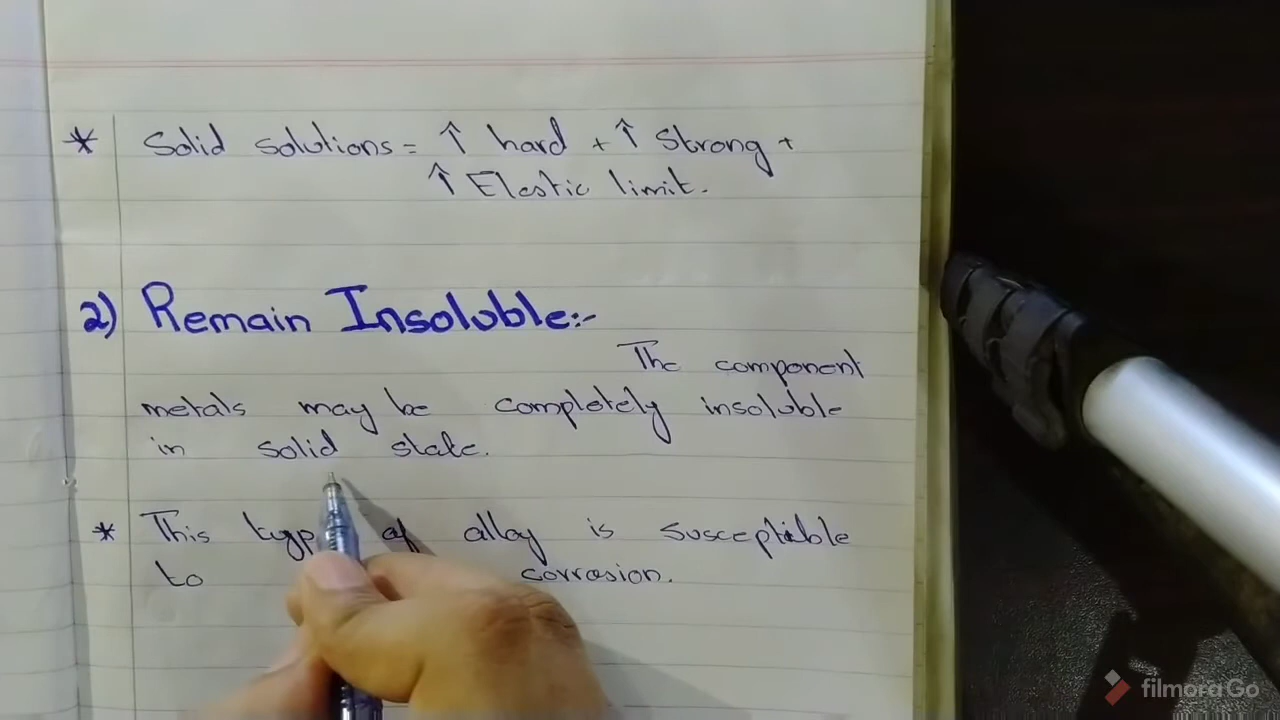 * Solid solutions = ↑ hard + ↑ Strong +
↑ Elastic limit.
2) Remain Insoluble:-
The component
metals may be completely insoluble
in solid state.
* This of alloy is susceptible
to corrosion.
filmoraGo